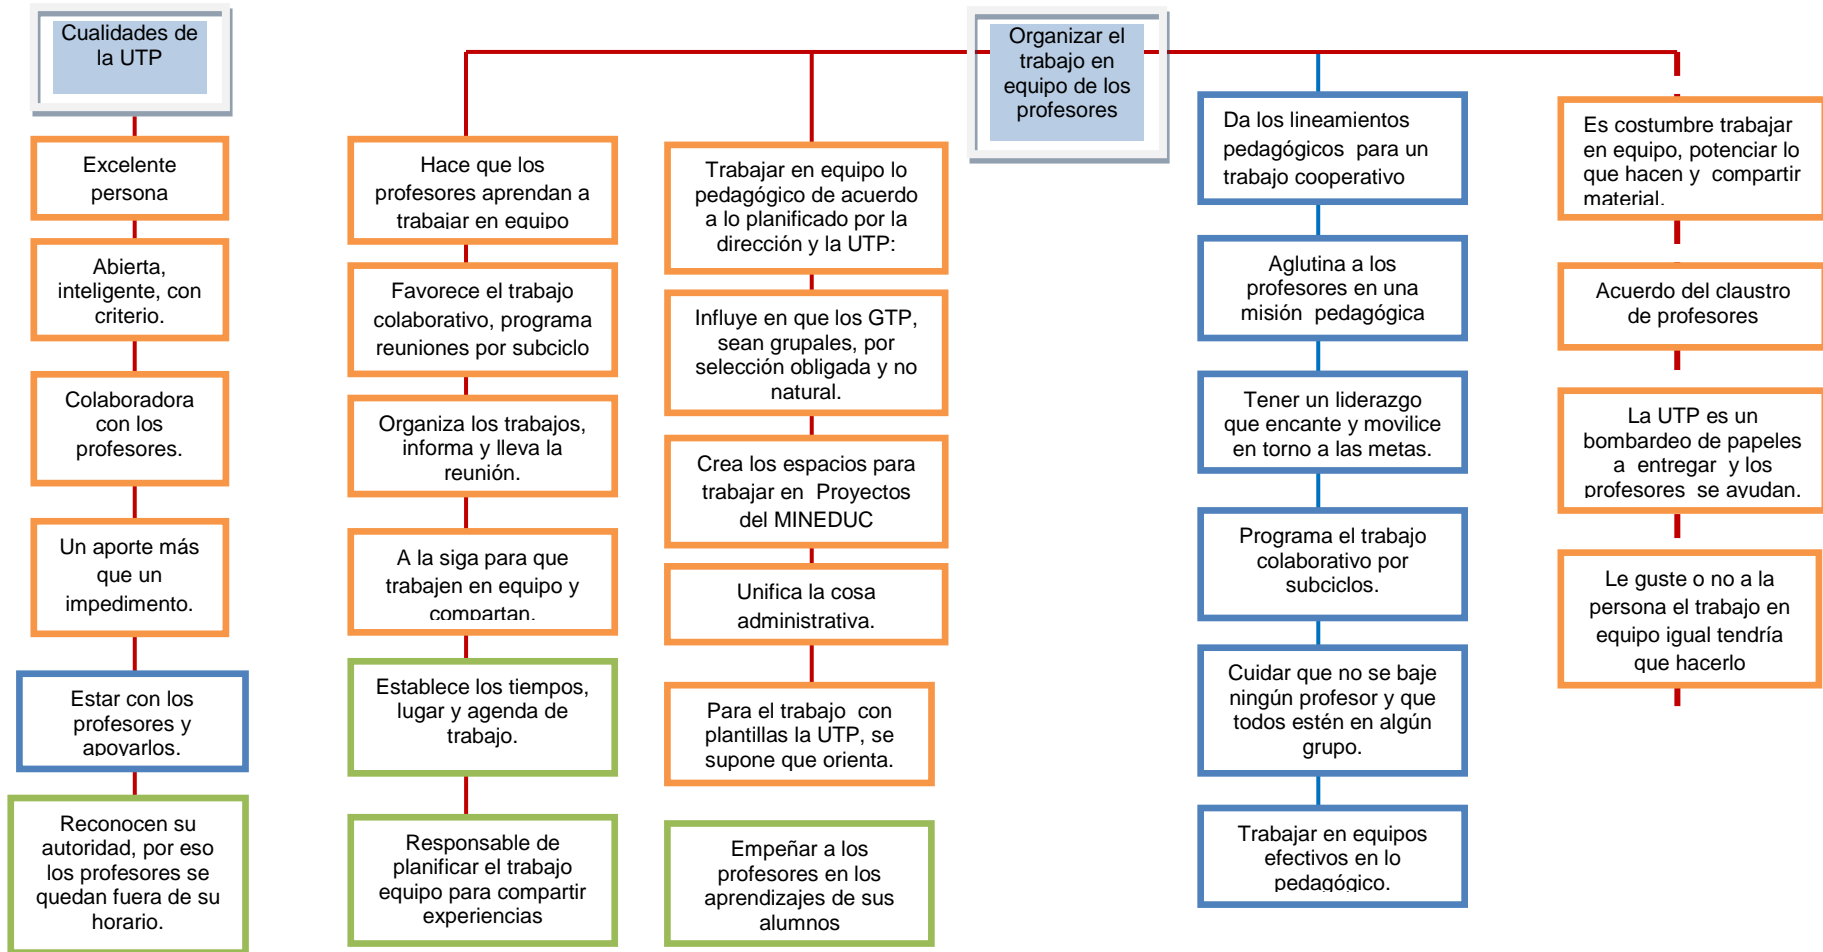 Cualidades de
la UTP
Excelente
persona
Abierta,
inteligente, con
criterio.
Colaboradora
con los
profesores.
Un aporte más
que un
impedimento.
Estar con los
profesores y
apoyarlos.
Reconocen su
autoridad, por eso
los profesores se
quedan fuera de su
horario.
Organizar el
trabajo en
equipo de los
profesores
Hace que los
profesores aprendan a
trabajar en equipo
Favorece el trabajo
colaborativo, programa
reuniones por subciclo
Organiza los trabajos,
informa y lleva la
reunión.
A la siga para que
trabajen en equipo y
compartan.
Establece los tiempos,
lugar y agenda de
trabajo.
Responsable de
planificar el trabajo
equipo para compartir
experiencias
Trabajar en equipo lo
pedagógico de acuerdo
a lo planificado por la
dirección y la UTP:
Influye en que los GTP,
sean grupales, por
selección obligada y no
natural.
Crea los espacios para
trabajar en Proyectos
del MINEDUC
Unifica la cosa
administrativa.
Para el trabajo con
plantillas la UTP, se
supone que orienta.
Empeñar a los
profesores en los
aprendizajes de sus
alumnos
Da los lineamientos
pedagógicos para un
trabajo cooperativo
Aglutina a los
profesores en una
misión pedagógica
Tener un liderazgo
que encante y movilice
en torno a las metas.
Programa el trabajo
colaborativo por
subciclos.
Cuidar que no se baje
ningún profesor y que
todos estén en algún
grupo.
Trabajar en equipos
efectivos en lo
pedagógico.
Es costumbre trabajar
en equipo, potenciar lo
que hacen y compartir
material.
Acuerdo del claustro
de profesores
La UTP es un
bombardeo de papeles
a entregar y los
profesores se ayudan.
Le guste o no a la
persona el trabajo en
equipo igual tendría
que hacerlo